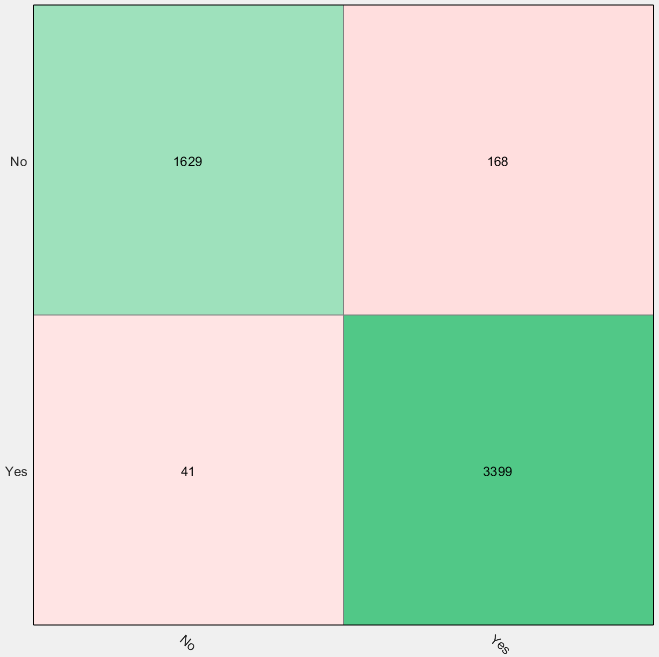 No 1629 168
Yes 41 3399
No Yes